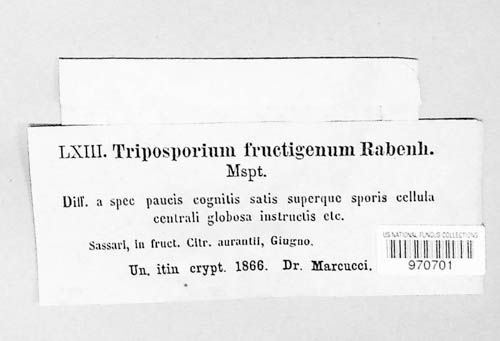 LXIII. Triposporium fructigenum Rabenh.
Mspt.
Diff. a spec paucis cognitis satis superque sporis cellula
centrali globosa instructis etc.
Sassari, in fruct. Citr. aurantii, Giugno.
Un. itin crypt. 1866. Dr. Marcucci.
US NATIONAL FUNGUS COLLECTIONS
970701